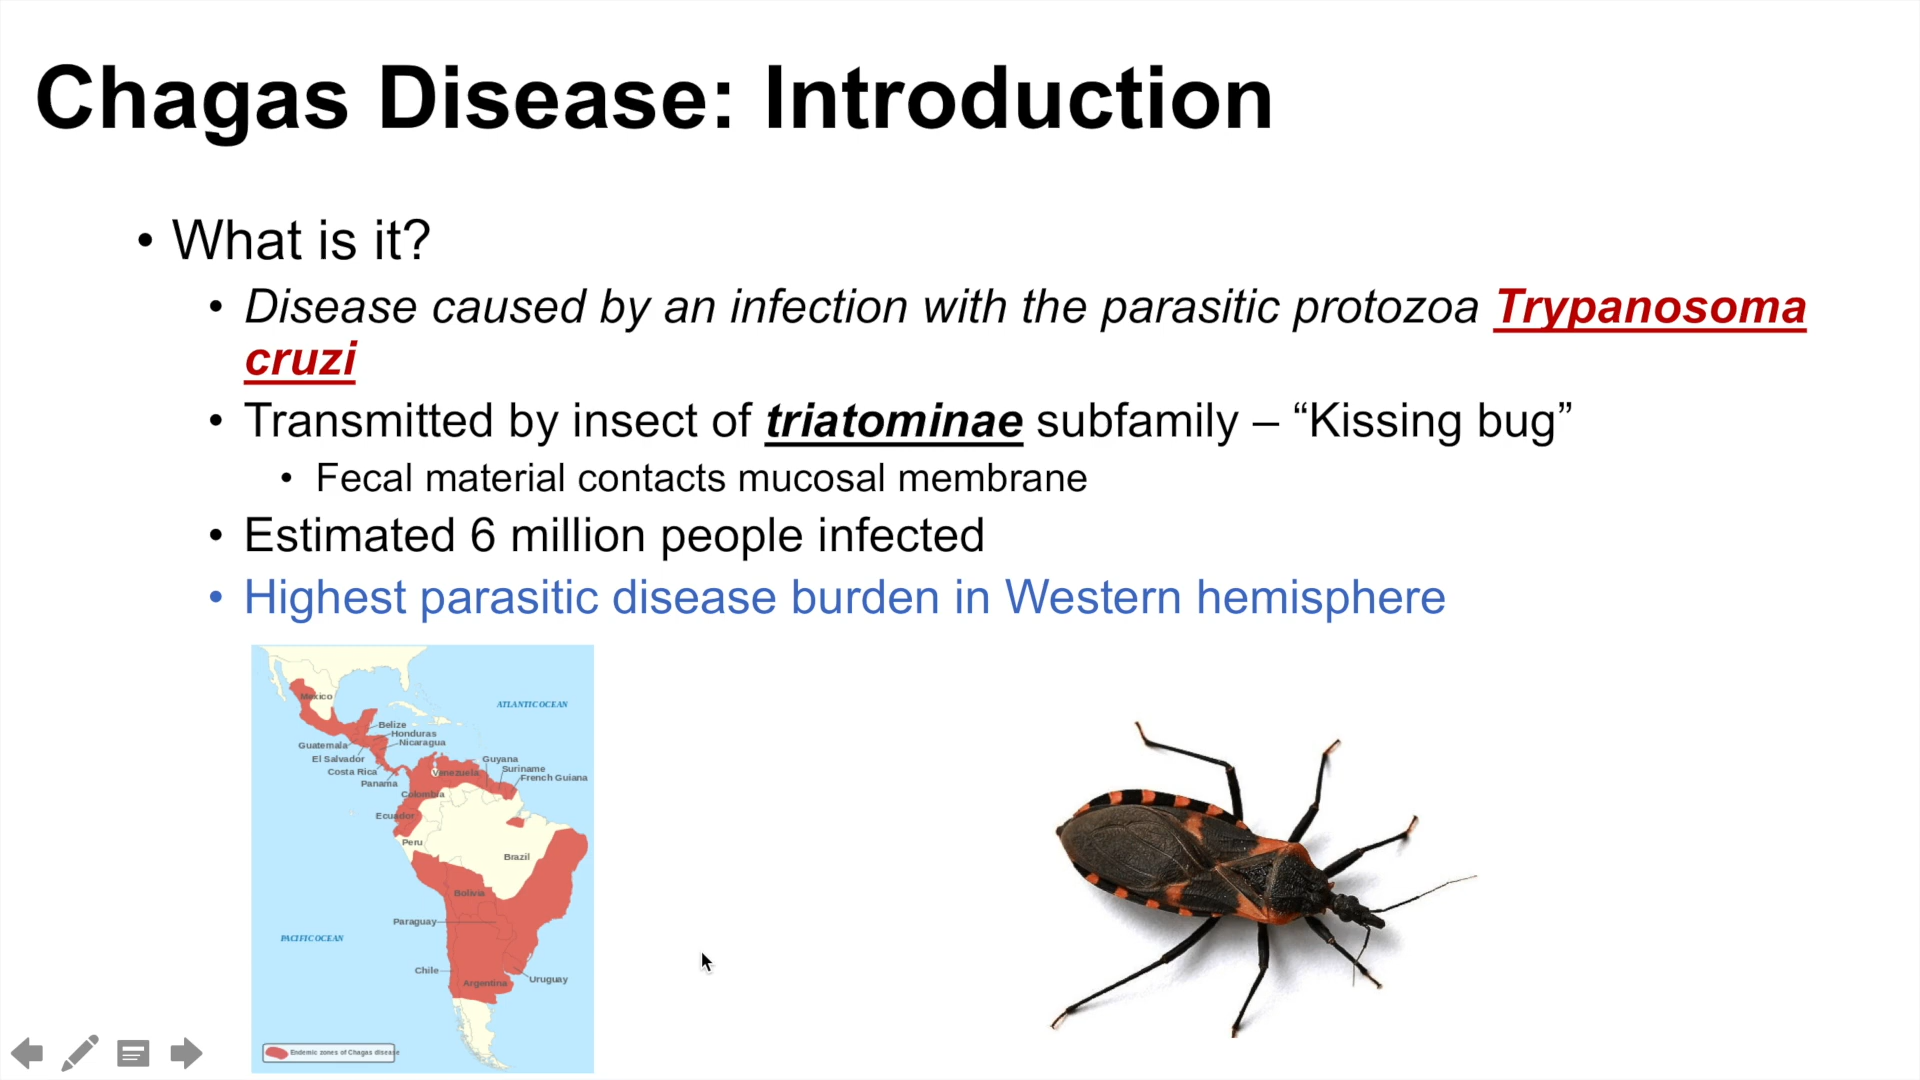 Chagas Disease: Introduction
• What is it?
• Disease caused by an infection with the parasitic protozoa Trypanosoma
cruzi
• Transmitted by insect of triatominae subfamily – “Kissing bug”
• Fecal material contacts mucosal membrane
• Estimated 6 million people infected
• Highest parasitic disease burden in Western hemisphere
Mexico
ATLANTIC OCEAN
Belize
Honduras
Nicaragua
Guatemala
El Salvador
Costa Rica
Panama
Guyana
Suriname
French Guiana
Venezuela
Colombia
Ecuador
Peru
Brazil
Bolivia
Paraguay
PACIFIC OCEAN
Chile
Uruguay
Argentina
Endemic zones of Chagas disease